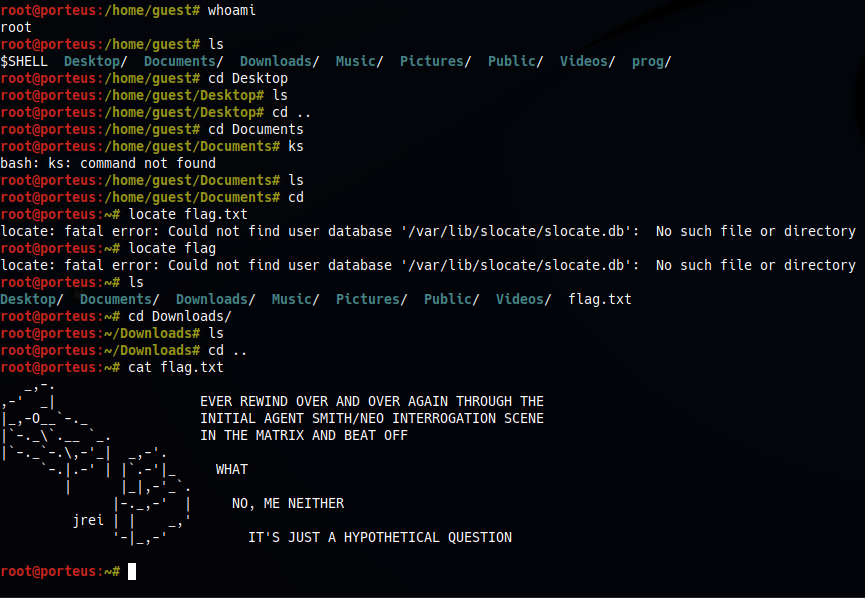 root@porteus:/home/guest# whoami
root
root@porteus:/home/guest# ls
$SHELL  Desktop/  Documents/  Downloads/  Music/  Pictures/  Public/  Videos/  prog/
root@porteus:/home/guest# cd Desktop
root@porteus:/home/guest/Desktop# ls
root@porteus:/home/guest/Desktop# cd ..
root@porteus:/home/guest# cd Documents
root@porteus:/home/guest/Documents# ks
bash: ks: command not found
root@porteus:/home/guest/Documents# ls
root@porteus:/home/guest/Documents# cd
root@porteus:~# locate flag.txt
locate: fatal error: Could not find user database '/var/lib/slocate/slocate.db':  No such file or directory
root@porteus:~# locate flag
locate: fatal error: Could not find user database '/var/lib/slocate/slocate.db':  No such file or directory
root@porteus:~# ls
Desktop/  Documents/  Downloads/  Music/  Pictures/  Public/  Videos/  flag.txt
root@porteus:~# cd Downloads/
root@porteus:~/Downloads# ls
root@porteus:~/Downloads# cd ..
root@porteus:~# cat flag.txt
EVER REWIND OVER AND OVER AGAIN THROUGH THE
INITIAL AGENT SMITH/NEO INTERROGATION SCENE
IN THE MATRIX AND BEAT OFF
WHAT
NO, ME NEITHER
jrei
IT'S JUST A HYPOTHETICAL QUESTION
root@porteus:~#